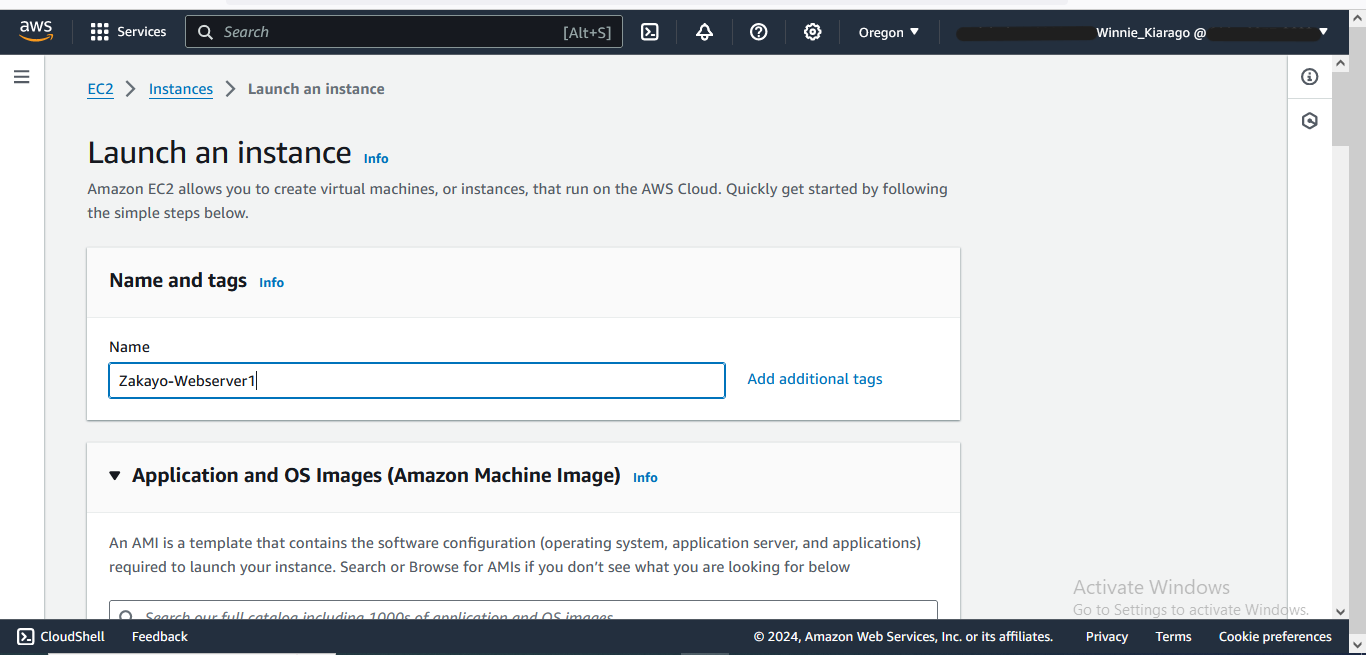 aws
Services
Search
[Alt+S]
Oregon
Winnie_Kiarago @
EC2
Instances
Launch an instance
Launch an instance
Info
Amazon EC2 allows you to create virtual machines, or instances, that run on the AWS Cloud. Quickly get started by following
the simple steps below.
Name and tags
Info
Name
Zakayo-Webserver1
Add additional tags
Application and OS Images (Amazon Machine Image)
Info
An AMI is a template that contains the software configuration (operating system, application server, and applications)
required to launch your instance. Search or Browse for AMIs if you don’t see what you are looking for below
Search our full catalog including 1000s of application and OS images
Activate Windows
Go to Settings to activate Windows.
CloudShell
Feedback
© 2024, Amazon Web Services, Inc. or its affiliates.
Privacy
Terms
Cookie preferences